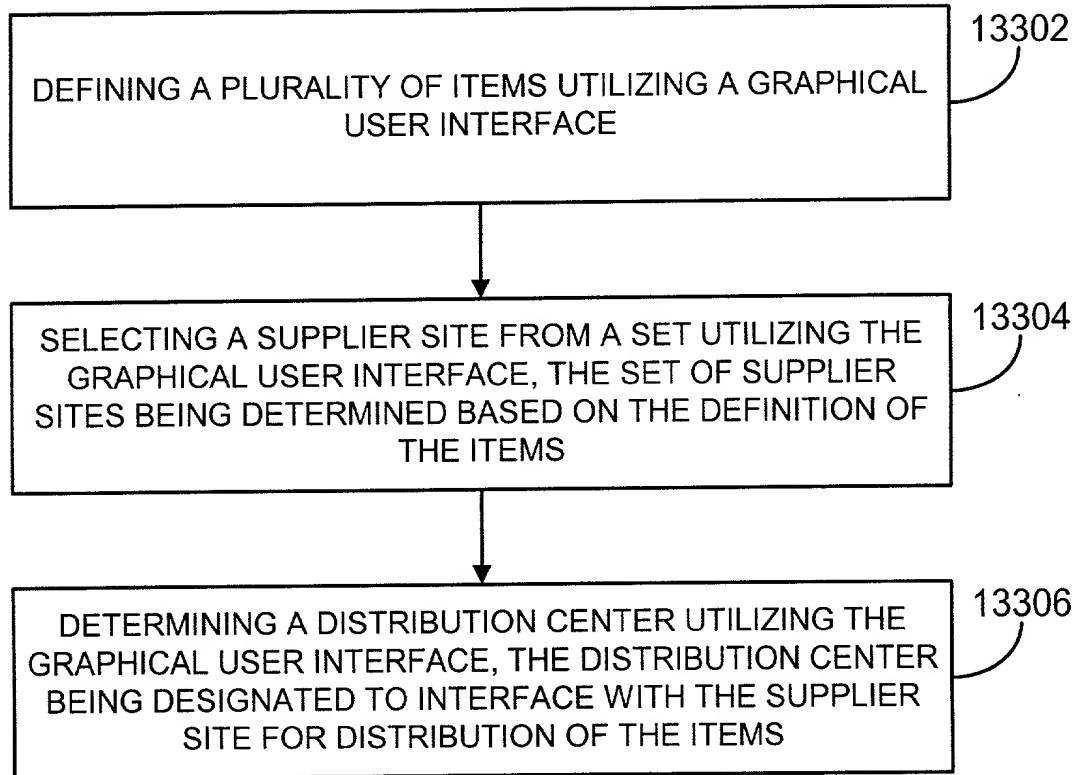 13302
DEFINING A PLURALITY OF ITEMS UTILIZING A GRAPHICAL
USER INTERFACE
13304
SELECTING A SUPPLIER SITE FROM A SET UTILIZING THE
GRAPHICAL USER INTERFACE, THE SET OF SUPPLIER
SITES BEING DETERMINED BASED ON THE DEFINITION OF
THE ITEMS
13306
DETERMINING A DISTRIBUTION CENTER UTILIZING THE
GRAPHICAL USER INTERFACE, THE DISTRIBUTION CENTER
BEING DESIGNATED TO INTERFACE WITH THE SUPPLIER
SITE FOR DISTRIBUTION OF THE ITEMS